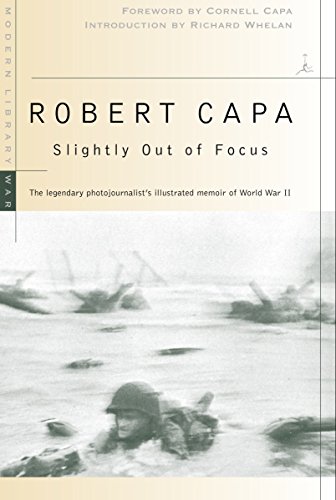 FOREWORD BY CORNELL CAPA
INTRODUCTION BY RICHARD WHELAN
MODERN LIBRARY WAR
ROBERT CAPA
Slightly Out of Focus
The legendary photojournalist's illustrated memoir of World War II